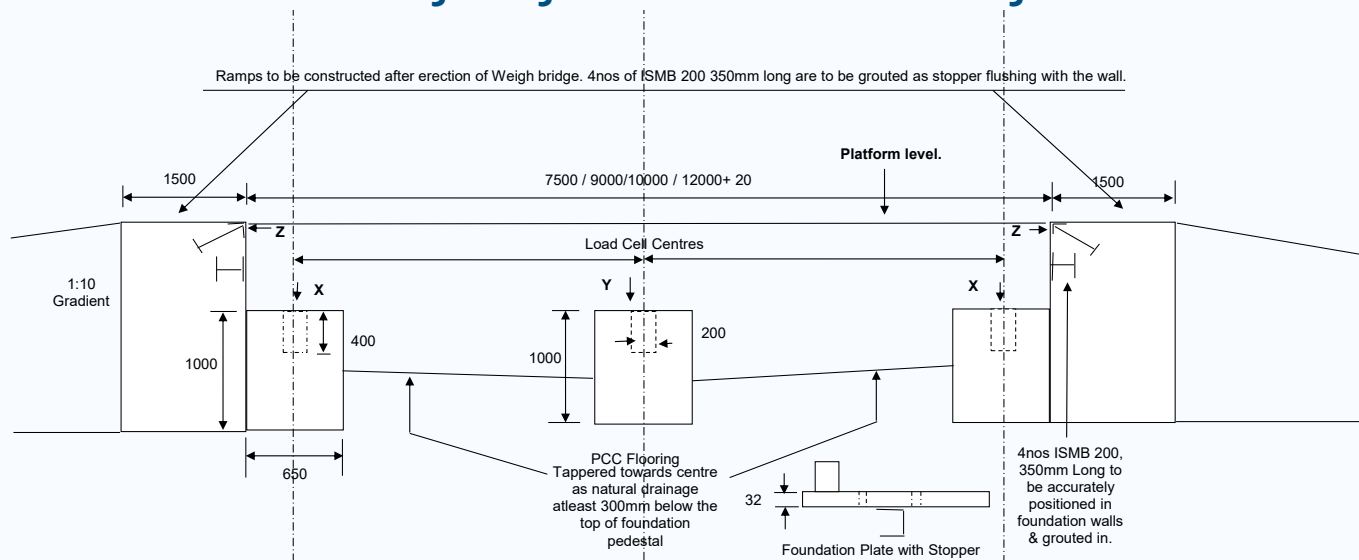 Ramps to be constructed after erection of Weigh bridge. 4nos of ISMB 200 350mm long are to be grouted as stopper flushing with the wall.
Platform level.
1500
7500 / 9000/10000 / 12000+ 20
1500
Z
Z
Load Cell Centres
1:10
Gradient
X
Y
X
400
200
1000
1000
650
PCC Flooring
Tappered towards centre
as natural drainage
atleast 300mm below the
top of foundation
pedestal
32
Foundation Plate with Stopper
4nos ISMB 200,
350mm Long to
be accurately
positioned in
foundation walls
& grouted in.